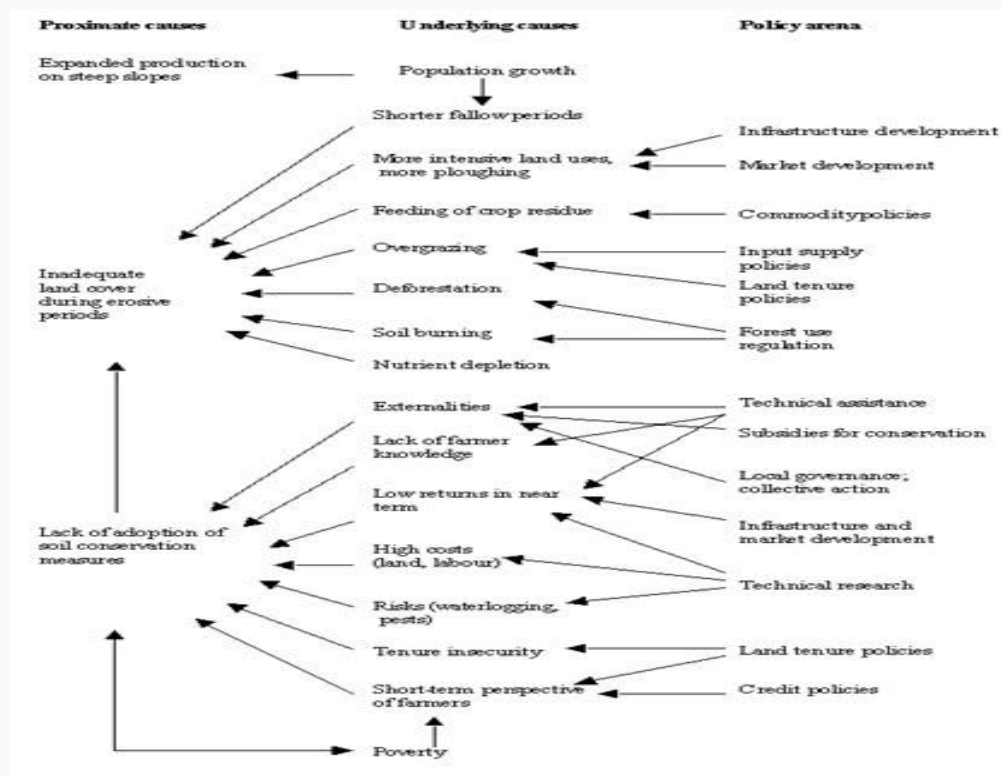 Proximate causes
Underlying causes
Policy arena
Expanded production
on steep slopes
Population growth
Shorter fallow periods
Infrastructure development
More intensive land uses,
more ploughing
Market development
Feeding of crop residue
Commodity policies
Overgrazing
Input supply
policies
Inadequate
land cover
during erosive
periods
Deforestation
Land tenure
policies
Soil burning
Forest use
regulation
Nutrient depletion
Externalities
Technical assistance
Subsidies for conservation
Lack of farmer
knowledge
Local governance;
collective action
Low returns in near
term
Lack of adoption of
soil conservation
measures
Infrastructure and
market development
High costs
(land, labour)
Technical research
Risks (waterlogging,
pests)
Tenure insecurity
Land tenure policies
Short-term perspective
of farmers
Credit policies
Poverty